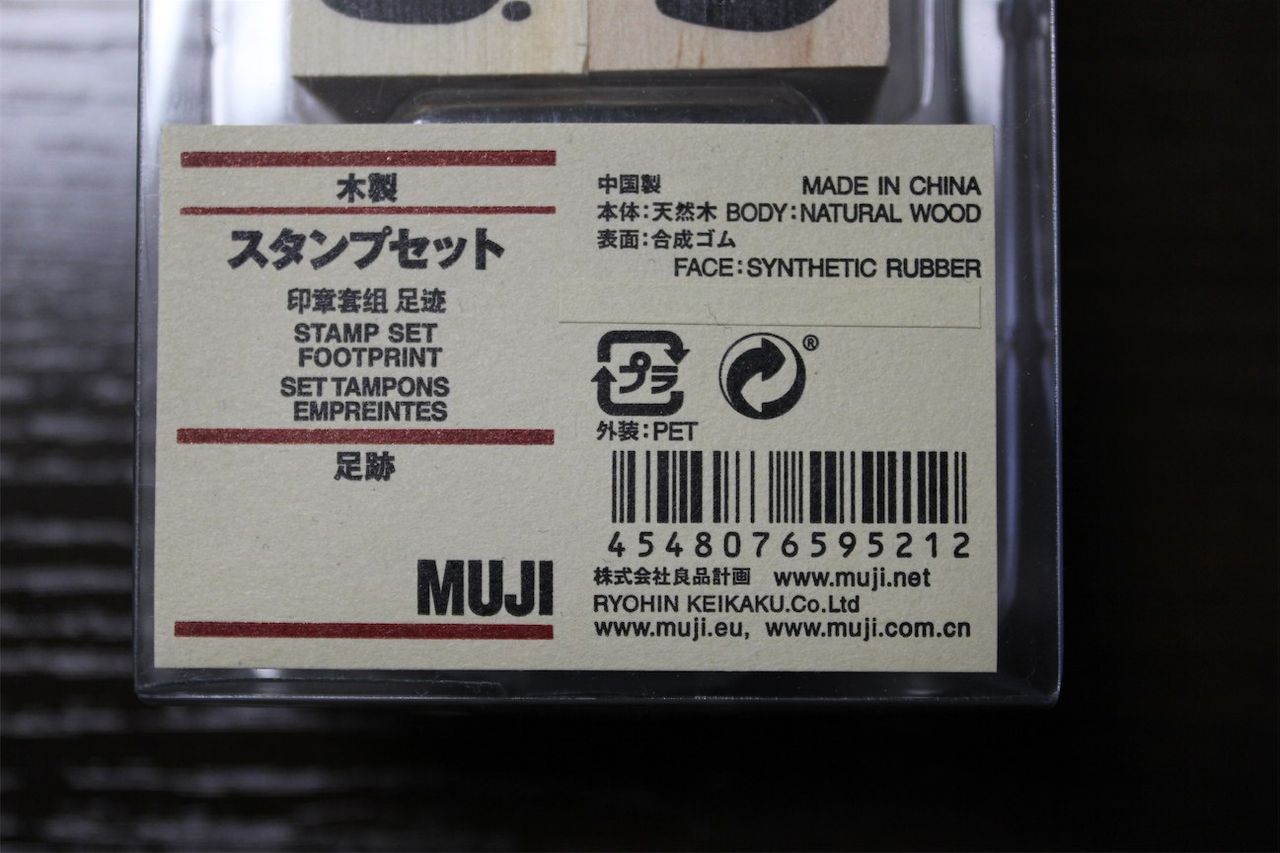 木製
スタンプセット
印章套组 足迹
STAMP SET
FOOTPRINT
SET TAMPONS
EMPREINTES
足跡
MUJI
中国製 MADE IN CHINA
本体:天然木 BODY:NATURAL WOOD
表面:合成ゴム
FACE:SYNTHETIC RUBBER
プラ ®
外装:PET
4548076595212
株式会社良品計画 www.muji.net
RYOHIN KEIKAKU.Co.Ltd
www.muji.eu, www.muji.com.cn